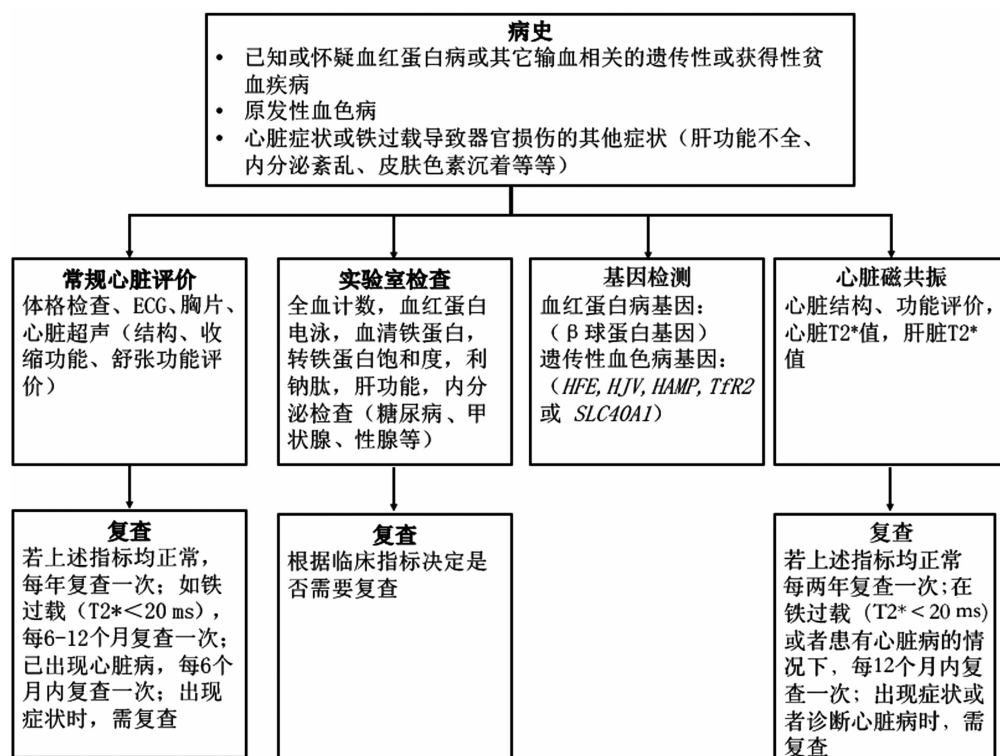 病史
• 已知或怀疑血红蛋白病或其它输血相关的遗传性或获得性贫
血疾病
• 原发性血色病
• 心脏症状或铁过载导致器官损伤的其他症状（肝功能不全、
内分泌紊乱、皮肤色素沉着等等）
常规心脏评价
体格检查、ECG、胸片、
心脏超声（结构、收
缩功能、舒张功能评
价）
实验室检查
全血计数，血红蛋白
电泳，血清铁蛋白，
转铁蛋白饱和度，利
钠肽，肝功能，内分
泌检查（糖尿病、甲
状腺、性腺等）
基因检测
血红蛋白病基因：
（β球蛋白基因）
遗传性血色病基因：
（HFE,HJV,HAMP,TfR2
或 SLC40A1）
心脏磁共振
心脏结构、功能评价，
心脏T2*值，肝脏T2*
值
复查
若上述指标均正常，
每年复查一次；如铁
过载（T2*＜20 ms），
每6-12个月复查一次；
已出现心脏病，每6个
月内复查一次；出现
症状时，需复查
复查
根据临床指标决定是
否需要复查
复查
若上述指标均正常
每两年复查一次;在
铁过载 (T2*＜20 ms)
或者患有心脏病的情
况下，每12个月内复
查一次；出现症状或
者诊断心脏病时，需
复查